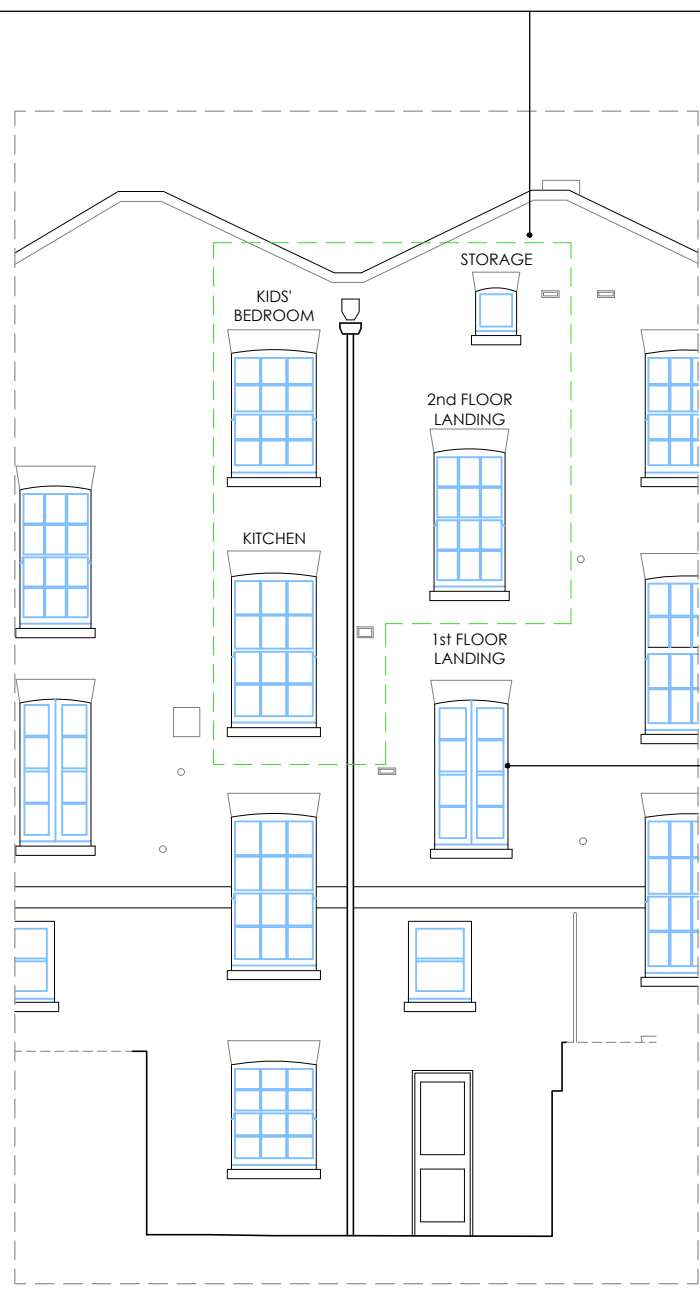 STORAGE
KIDS'
BEDROOM
2nd FLOOR
LANDING
KITCHEN
1st FLOOR
LANDING